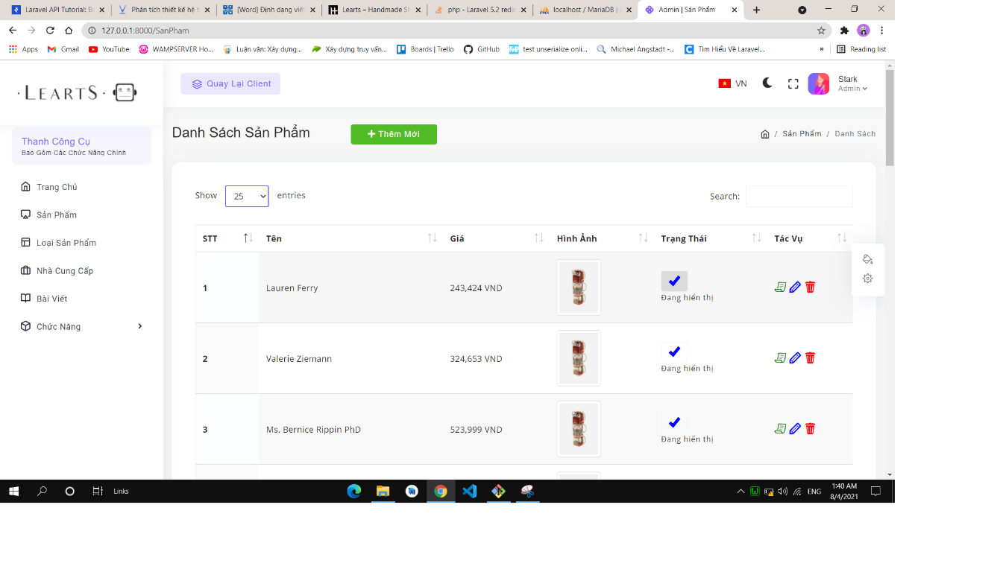 Laravel API Tutorial: Bu
Phân tích thiết kế hệ t
[Word] Định dạng viết
Learts – Handmade Sh
php - Laravel 5.2 redir
localhost / MariaDB | p
Admin | Sản Phẩm
127.0.0.1:8000/SanPham
Apps
Gmail
YouTube
WAMPSERVER Ho...
Luận văn: Xây dựng...
Xây dựng truy vấn...
Boards | Trello
GitHub
test unserialize onli...
Michael Angstadt -...
Tìm Hiểu Về Laravel...
»
Reading list
·LEARTS·
Quay Lại Client
VN
Stark
Admin
Thanh Công Cụ
Bao Gồm Các Chức Năng Chính
Trang Chủ
Sản Phẩm
Loại Sản Phẩm
Nhà Cung Cấp
Bài Viết
Chức Năng
Danh Sách Sản Phẩm
+ Thêm Mới
/ Sản Phẩm / Danh Sách
Show 25 entries
Search:
STT Tên Giá Hình Ảnh Trạng Thái Tác Vụ
1 Lauren Ferry 243,424 VND
Đang hiển thị
2 Valerie Ziemann 324,653 VND
Đang hiển thị
3 Ms. Bernice Rippin PhD 523,999 VND
Đang hiển thị
Links
ENG
1:40 AM
8/4/2021